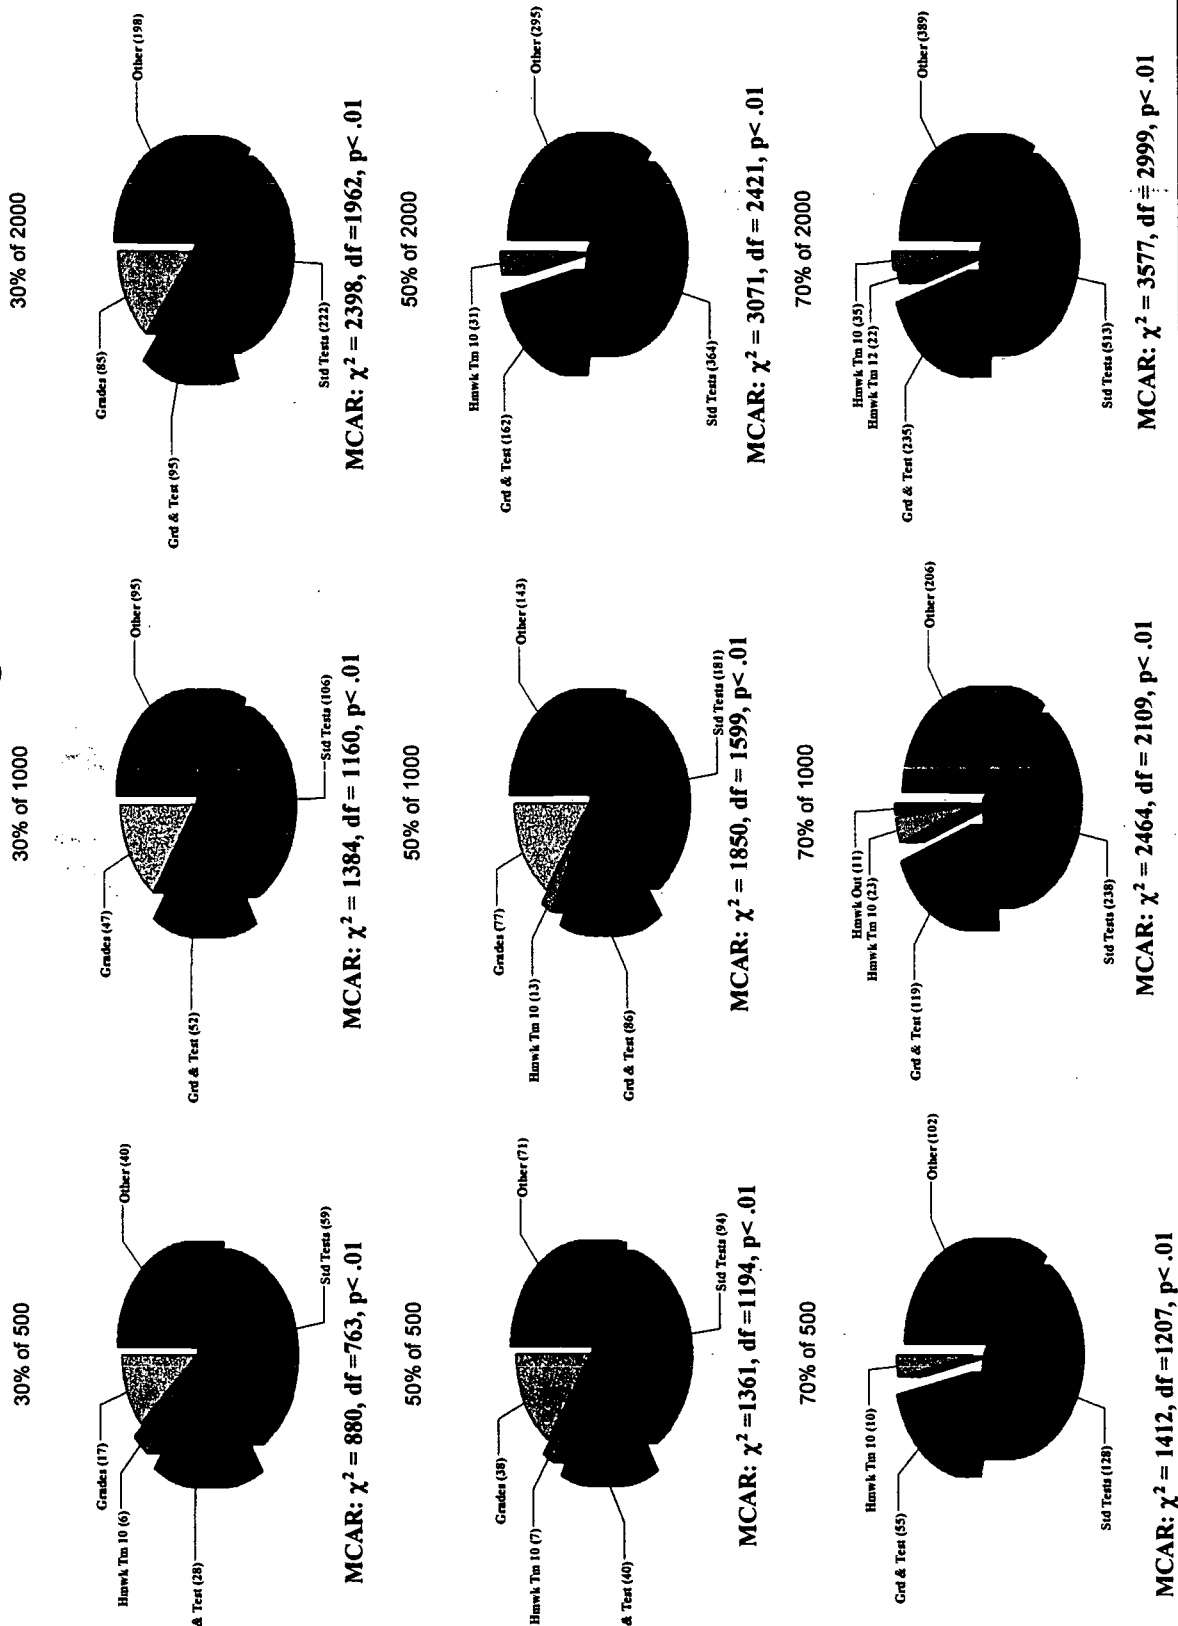 30% of 500
Grades (17)
Hmwk Tm 10 (6)
& Test (28)
Other (40)
Std Tests (59)
MCAR: χ² = 880, df =763, p< .01
30% of 1000
Grades (47)
Grd & Test (52)
Other (95)
Std Tests (106)
MCAR: χ² = 1384, df = 1160, p< .01
30% of 2000
Grades (85)
Grd & Test (95)
Other (198)
Std Tests (222)
MCAR: χ² = 2398, df =1962, p< .01
50% of 500
Grades (38)
Hmwk Tm 10 (7)
& Test (40)
Other (71)
Std Tests (94)
MCAR: χ² =1361, df =1194, p< .01
50% of 1000
Grades (77)
Hmwk Tm 10 (13)
Grd & Test (86)
Other (143)
Std Tests (181)
MCAR: χ² = 1850, df = 1599, p< .01
50% of 2000
Hmwk Tm 10 (31)
Grd & Test (162)
Other (295)
Std Tests (364)
MCAR: χ² = 3071, df = 2421, p< .01
70% of 500
Hmwk Tm 10 (10)
Grd & Test (55)
Other (102)
Std Tests (128)
MCAR: χ² = 1412, df =1207, p< .01
70% of 1000
Hmwk Out (11)
Hmwk Tm 10 (23)
Grd & Test (119)
Other (206)
Std Tests (238)
MCAR: χ² = 2464, df = 2109, p< .01
70% of 2000
Hmwk Tm 10 (35)
Hmwk Tm 12 (22)
Grd & Test (235)
Other (389)
Std Tests (513)
MCAR: χ² = 3577, df = 2999, p< .01